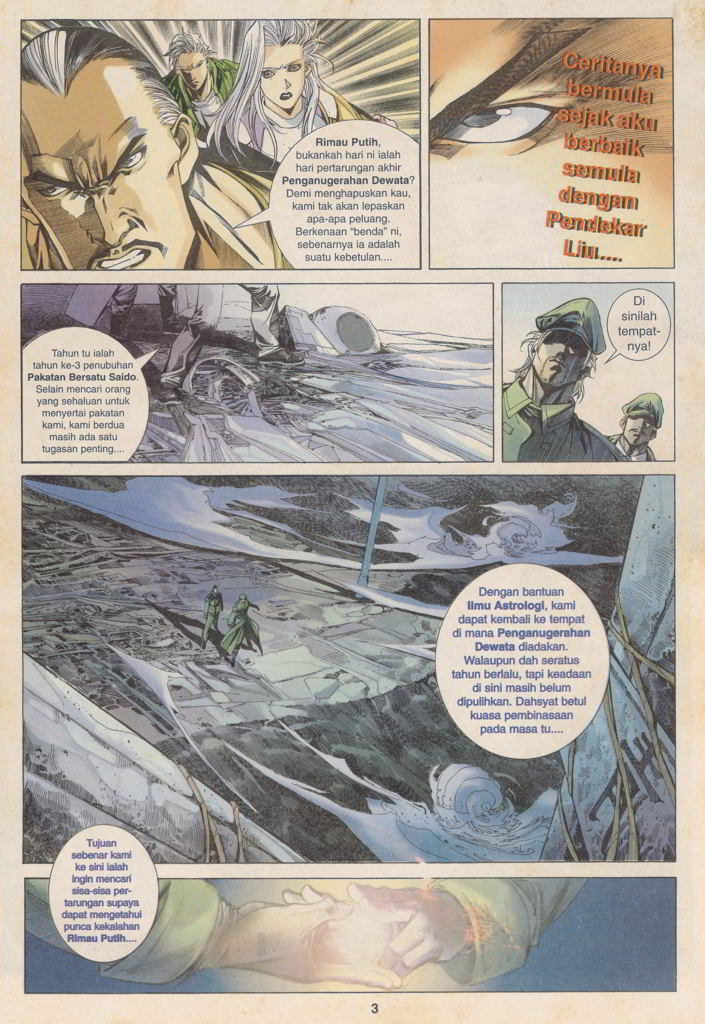 Rimau Putih,
bukankah hari ni ialah
hari pertarungan akhir
Penganugerahan Dewata?
Demi menghapuskan kau,
kami tak akan lepaskan
apa-apa peluang.
Berkenaan "benda" ni,
sebenarnya ia adalah
suatu kebetulan....
Ceritanya
bermula
sejak aku
berbaik
semula
dengan
Pendekar
Liu....
Tahun tu ialah
tahun ke-3 penubuhan
Pakatan Bersatu Saido.
Selain mencari orang
yang sehaluan untuk
menyertai pakatan
kami, kami berdua
masih ada satu
tugasan penting....
Di
sinilah
tempat-
nya!
Dengan bantuan
Ilmu Astrologi, kami
dapat kembali ke tempat
di mana Penganugerahan
Dewata diadakan.
Walaupun dah seratus
tahun berlalu, tapi keadaan
di sini masih belum
dipulihkan. Dahsyat betul
kuasa pembinasaan
pada masa tu....
Tujuan
sebenar kami
ke sini ialah
ingin mencari
sisa-sisa per-
tarungan supaya
dapat mengetahui
punca kekalahan
Rimau Putih....
3